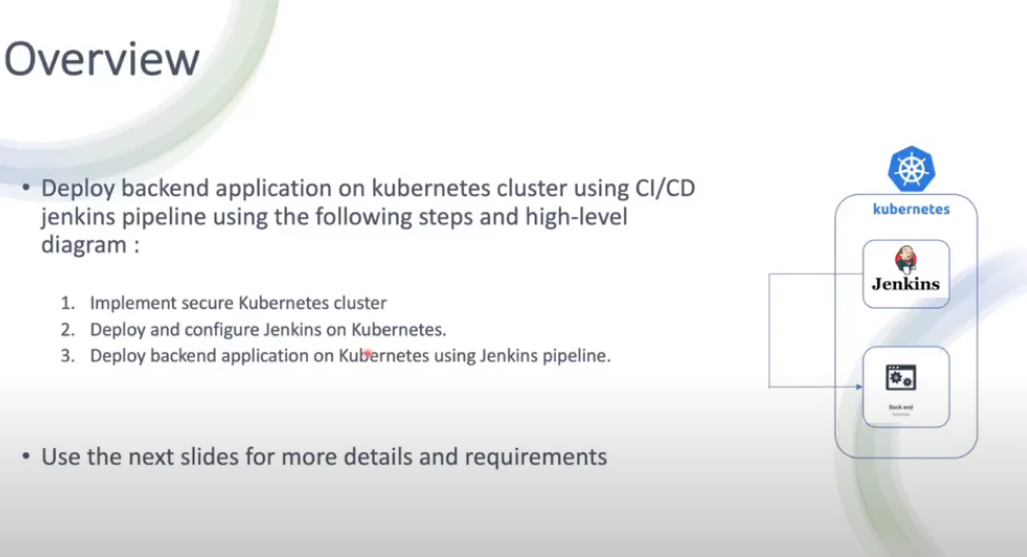 Overview
• Deploy backend application on kubernetes cluster using CI/CD
jenkins pipeline using the following steps and high-level
diagram :
1. Implement secure Kubernetes cluster
2. Deploy and configure Jenkins on Kubernetes.
3. Deploy backend application on Kubernetes using Jenkins pipeline.
• Use the next slides for more details and requirements
kubernetes
Jenkins
Back end